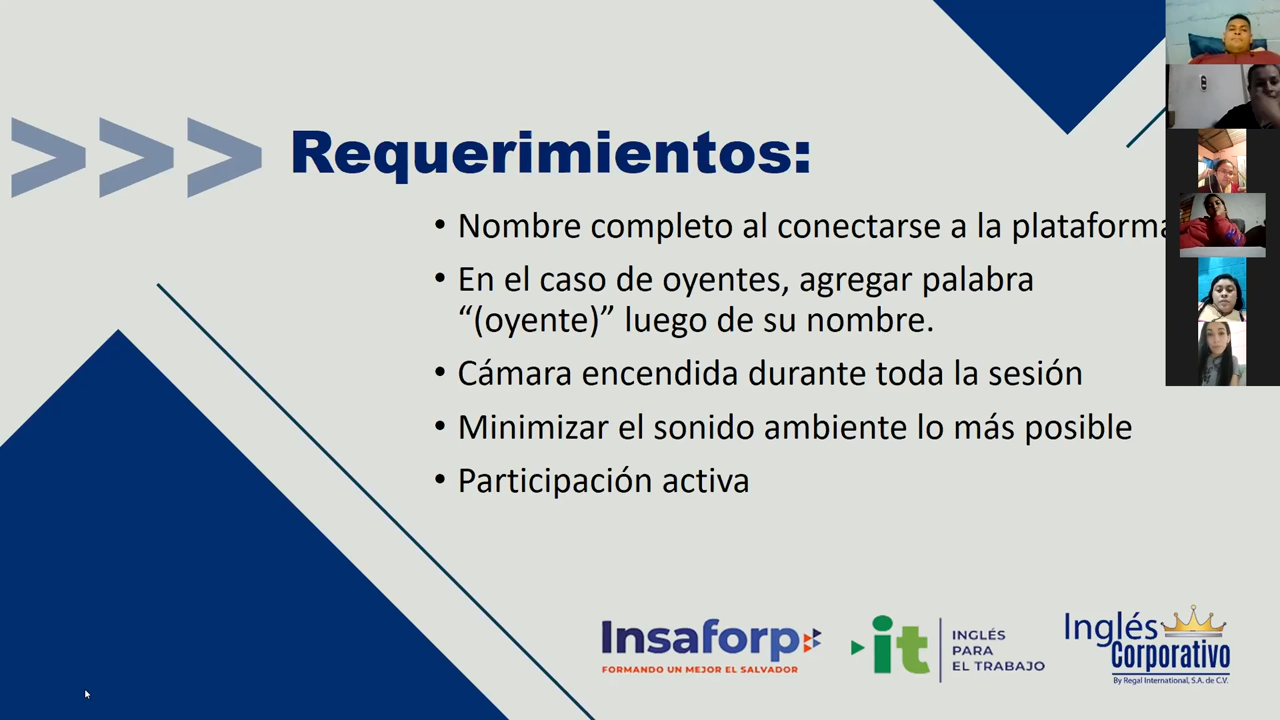 >>> Requerimientos:
• Nombre completo al conectarse a la plataforma
• En el caso de oyentes, agregar palabra
“(oyente)” luego de su nombre.
• Cámara encendida durante toda la sesión
• Minimizar el sonido ambiente lo más posible
• Participación activa
Insaforp
FORMANDO UN MEJOR EL SALVADOR
it
INGLÉS
PARA
EL TRABAJO
Inglés
Corporativo
By Regal International, S.A. de C.V.